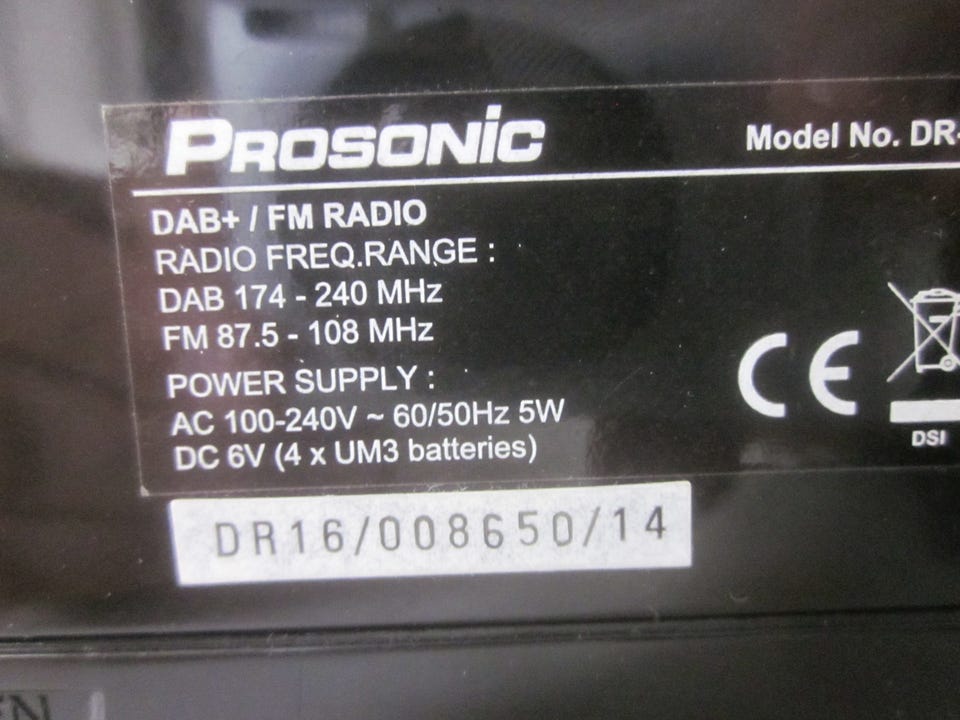 PROSONIC
Model No. DR-
DAB+ / FM RADIO
RADIO FREQ.RANGE :
DAB 174 - 240 MHz
FM 87.5 - 108 MHz
POWER SUPPLY :
AC 100-240V ~ 60/50Hz 5W
DC 6V (4 x UM3 batteries)
CE
DSI
DR16/008650/14